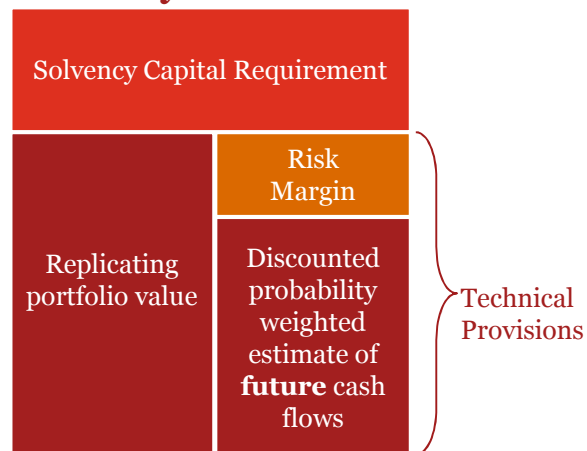 Solvency Capital Requirement
Risk
Margin
Replicating
portfolio value
Discounted
probability
weighted
estimate of
future cash
flows
Technical
Provisions